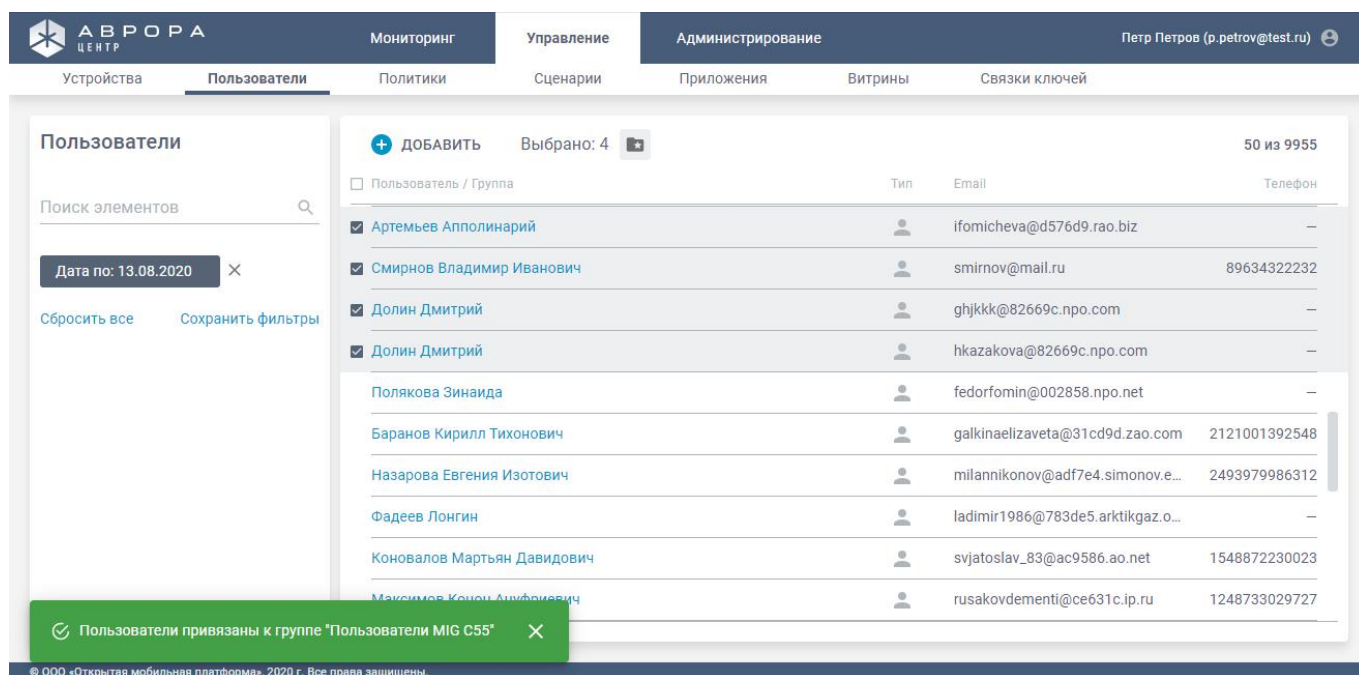 АВРОРА
ЦЕНТР
Мониторинг Управление Администрирование Петр Петров (p.petrov@test.ru)
Устройства Пользователи Политики Сценарии Приложения Витрины Связки ключей
Пользователи
Поиск элементов
Дата по: 13.08.2020
Сбросить все Сохранить фильтры
ДОБАВИТЬ Выбрано: 4 50 из 9955
Пользователь / Группа Тип Email Телефон
Артемьев Апполинарий ifomicheva@d576d9.rao.biz —
Смирнов Владимир Иванович smirnov@mail.ru 89634322232
Долин Дмитрий ghjkkk@82669c.npo.com —
Долин Дмитрий hkazakova@82669c.npo.com —
Полякова Зинаида fedorfomin@002858.npo.net —
Баранов Кирилл Тихонович galkinaelizaveta@31cd9d.zao.com 2121001392548
Назарова Евгения Изотович milannikonov@adf7e4.simonov.e... 2493979986312
Фадеев Лонгин ladimir1986@783de5.arktikgaz.o... —
Коновалов Мартьян Давидович svjatoslav_83@ac9586.ao.net 1548872230023
Максимов Конон Ануфриевич rusakovdementi@ce631c.ip.ru 1248733029727
Пользователи привязаны к группе "Пользователи MIG C55"
© ООО «Открытая мобильная платформа», 2020 г. Все права защищены.